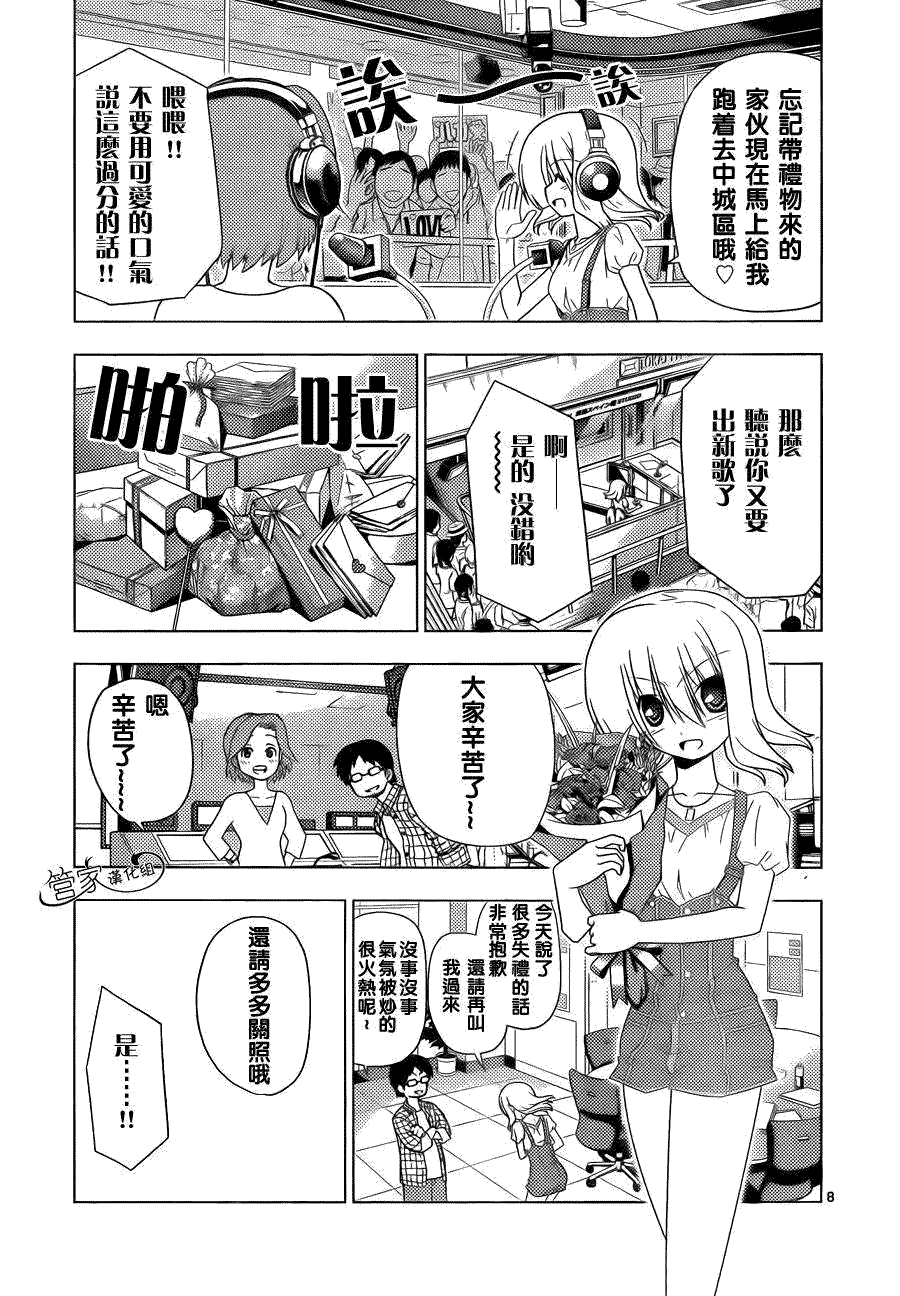 忘記帶禮物來的
家伙現在馬上給我
跑着去中城區哦♡
誒——誒
LOVE
喂喂!!
不要用可愛的口氣
說這麼過分的話!!
那麼
聽說你又要
出新歌了
啊——
是的 没錯喲
~~~~~
啦
啪
大家辛苦了~
嗯
辛苦了~~~~
管家
漢化組
今天說了
很多失禮的話
非常抱歉
還請再叫
我過來
沒事沒事
氣氛被炒的
很火熱呢~
還請多多關照哦
是……!!
8